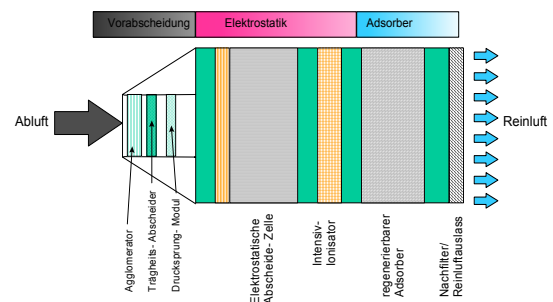 Vorabscheidung
Elektrostatik
Adsorber
Abluft
Reinluft
Agglomerator
Trägheits- Abscheider
Drucksprung- Modul
Elektrostatische
Abscheide- Zelle
Intensiv-
Ionisator
regenerierbarer
Adsorber
Nachfilter/
Reinluftauslass